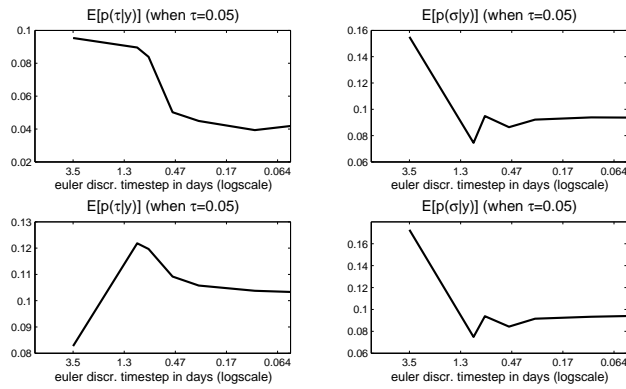 E[p(τ|y)] (when τ=0.05)
0.1
0.08
0.06
0.04
0.02
3.5 1.3 0.47 0.17 0.064
euler discr. timestep in days (logscale)
E[p(σ|y)] (when τ=0.05)
0.16
0.14
0.12
0.1
0.08
0.06
3.5 1.3 0.47 0.17 0.064
euler discr. timestep in days (logscale)
E[p(τ|y)] (when τ=0.05)
0.13
0.12
0.11
0.1
0.09
0.08
3.5 1.3 0.47 0.17 0.064
euler discr. timestep in days (logscale)
E[p(σ|y)] (when τ=0.05)
0.16
0.14
0.12
0.1
0.08
0.06
3.5 1.3 0.47 0.17 0.064
euler discr. timestep in days (logscale)